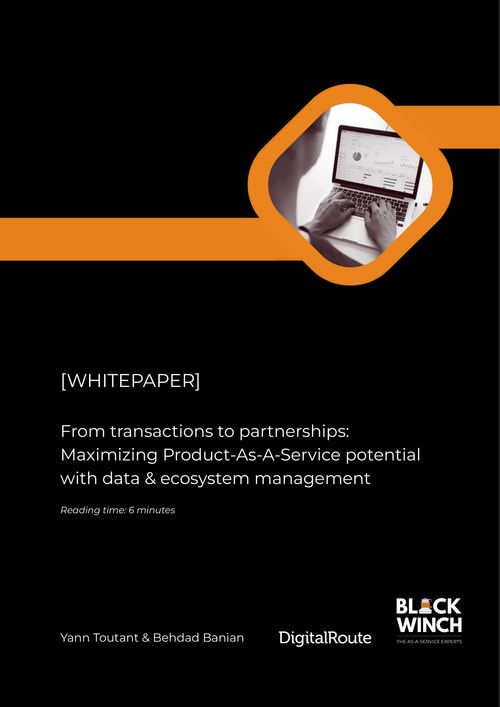 [WHITEPAPER]
From transactions to partnerships:
Maximizing Product-As-A-Service potential
with data & ecosystem management
Reading time: 6 minutes
Yann Toutant & Behdad Banian
DigitalRoute
BLACK
WINCH
THE AS-A-SERVICE EXPERTS